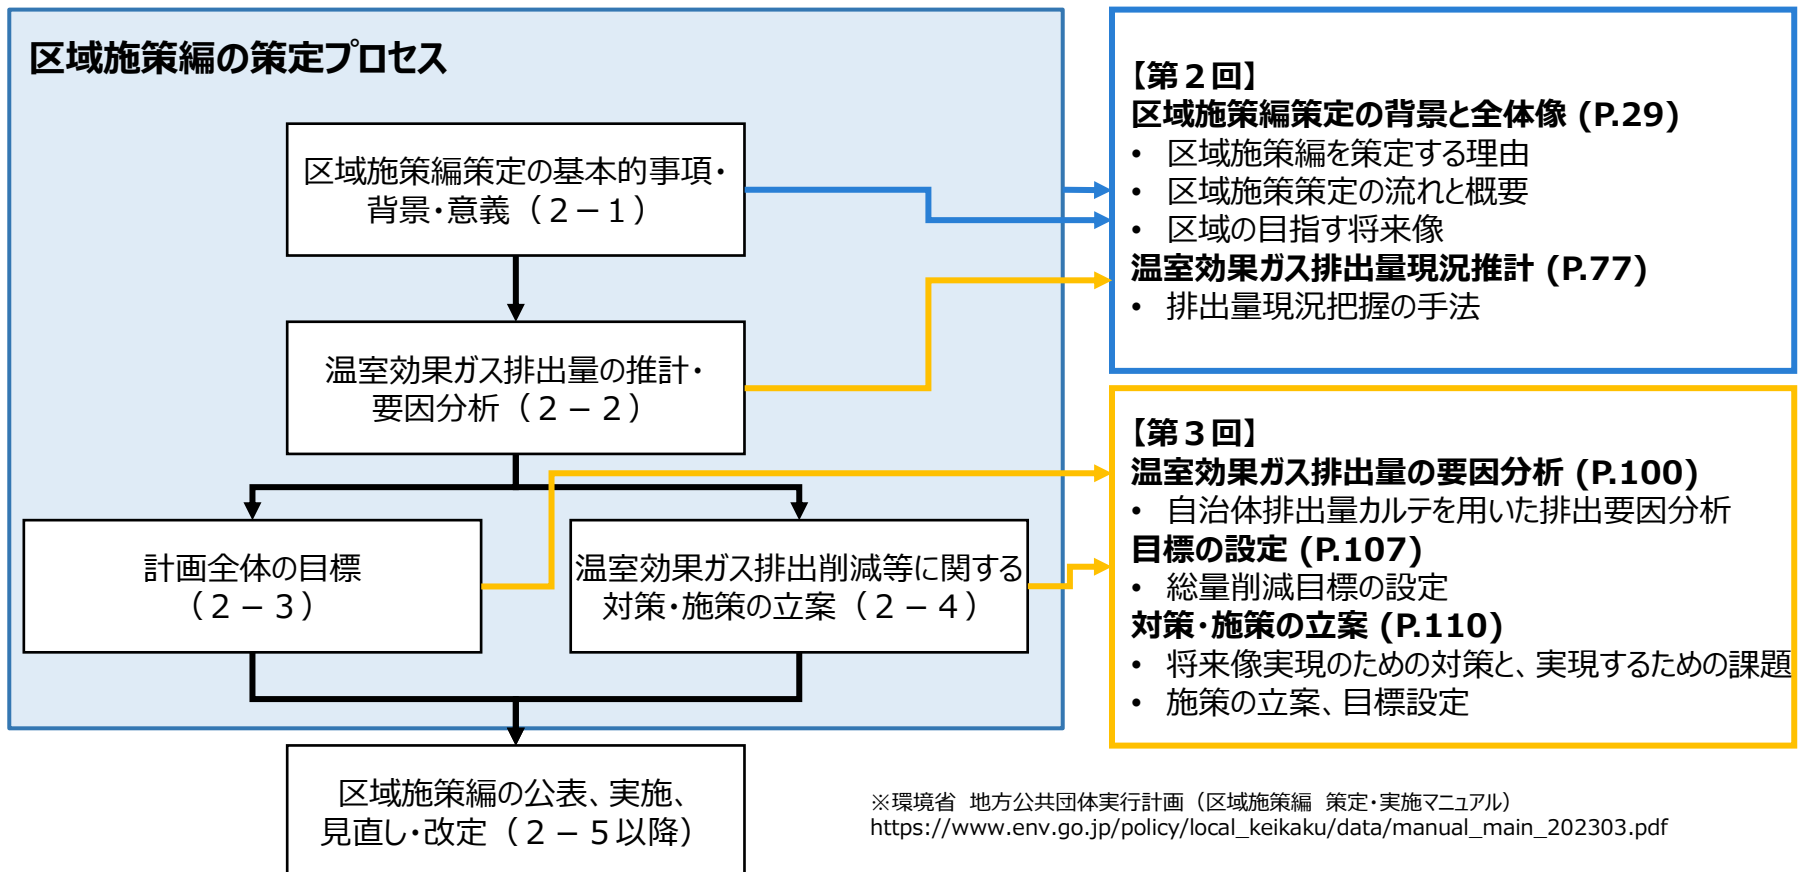 区域施策編の策定プロセス
区域施策編策定の基本的事項・
背景・意義（２－１）
温室効果ガス排出量の推計・
要因分析（２－２）
計画全体の目標
（２－３）
温室効果ガス排出削減等に関する
対策・施策の立案（２－４）
区域施策編の公表、実施、
見直し・改定（２－５以降）
【第２回】
区域施策編策定の背景と全体像 (P.29)
• 区域施策編を策定する理由
• 区域施策策定の流れと概要
• 区域の目指す将来像
温室効果ガス排出量現況推計 (P.77)
• 排出量現況把握の手法
【第３回】
温室効果ガス排出量の要因分析 (P.100)
• 自治体排出量カルテを用いた排出要因分析
目標の設定 (P.107)
• 総量削減目標の設定
対策・施策の立案 (P.110)
• 将来像実現のための対策と、実現するための課題
• 施策の立案、目標設定
※環境省 地方公共団体実行計画（区域施策編 策定・実施マニュアル）
https://www.env.go.jp/policy/local_keikaku/data/manual_main_202303.pdf